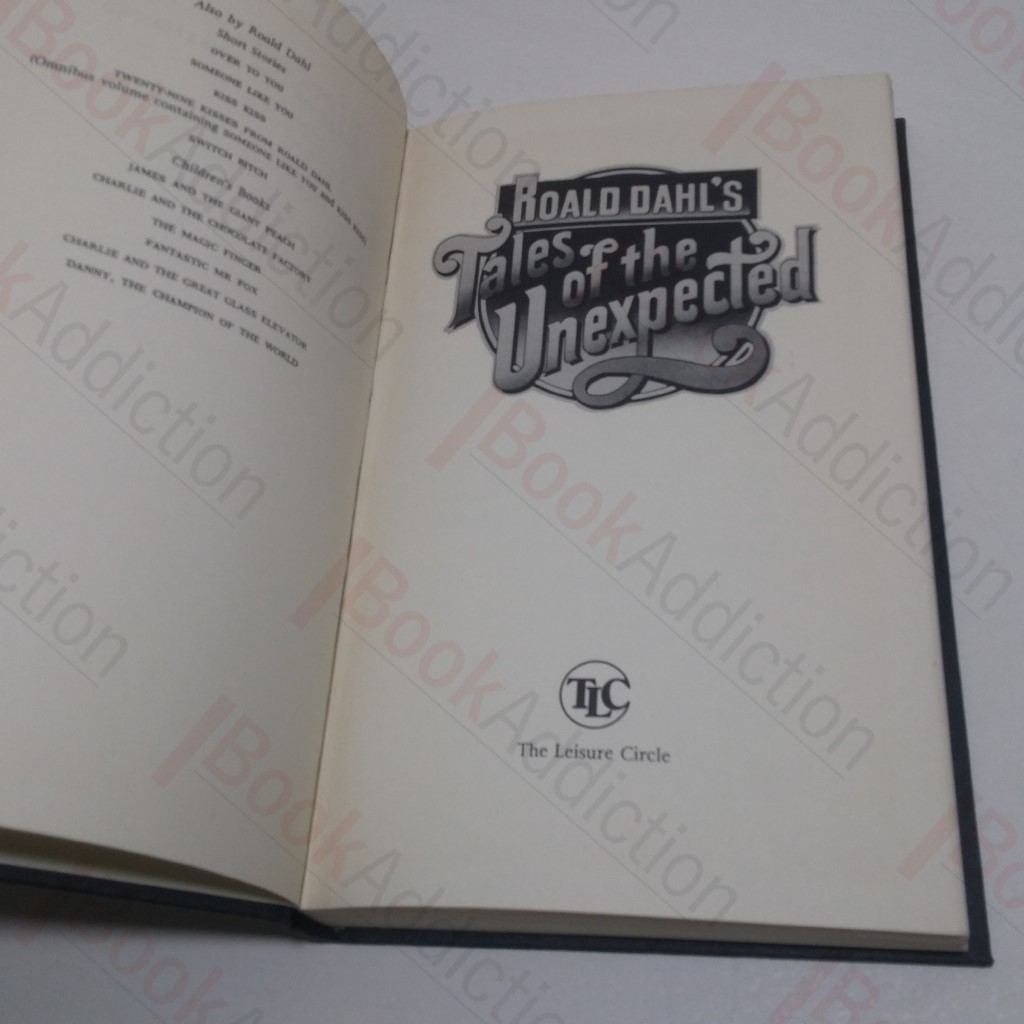 Also by Roald Dahl
Short Stories
OVER TO YOU
SOMEONE LIKE YOU
KISS KISS
TWENTY-NINE KISSES FROM ROALD DAHL
(Omnibus volume containing SOMEONE LIKE YOU and KISS KISS)
SWITCH BITCH
Children's Books
JAMES AND THE GIANT PEACH
CHARLIE AND THE CHOCOLATE FACTORY
THE MAGIC FINGER
FANTASTIC MR FOX
CHARLIE AND THE GREAT GLASS ELEVATOR
DANNY, THE CHAMPION OF THE WORLD
ROALD DAHL'S
Tales of the
Unexpected
TLC
The Leisure Circle
BookAddiction